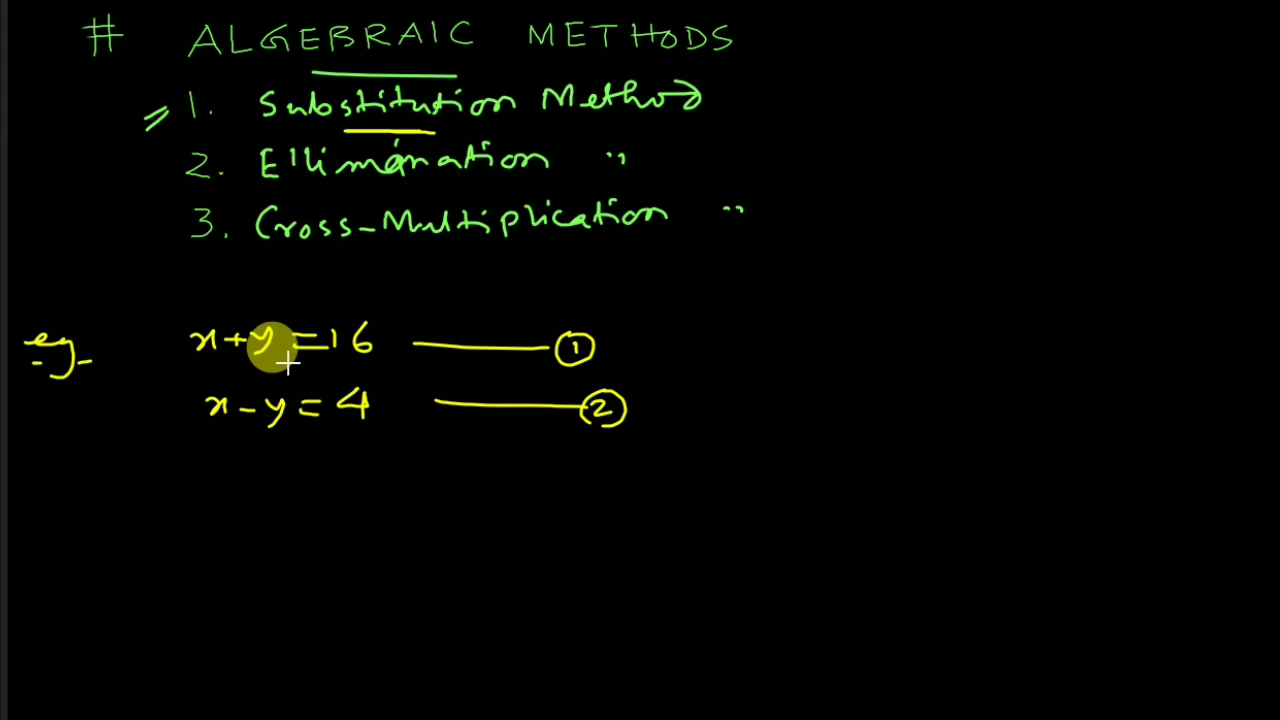 # ALGEBRAIC METHODS
1. Substitution Method
2. Ellimination "
3. Cross-Multiplication "
eg x+y=16 ——— ①
x-y=4 ——— ②